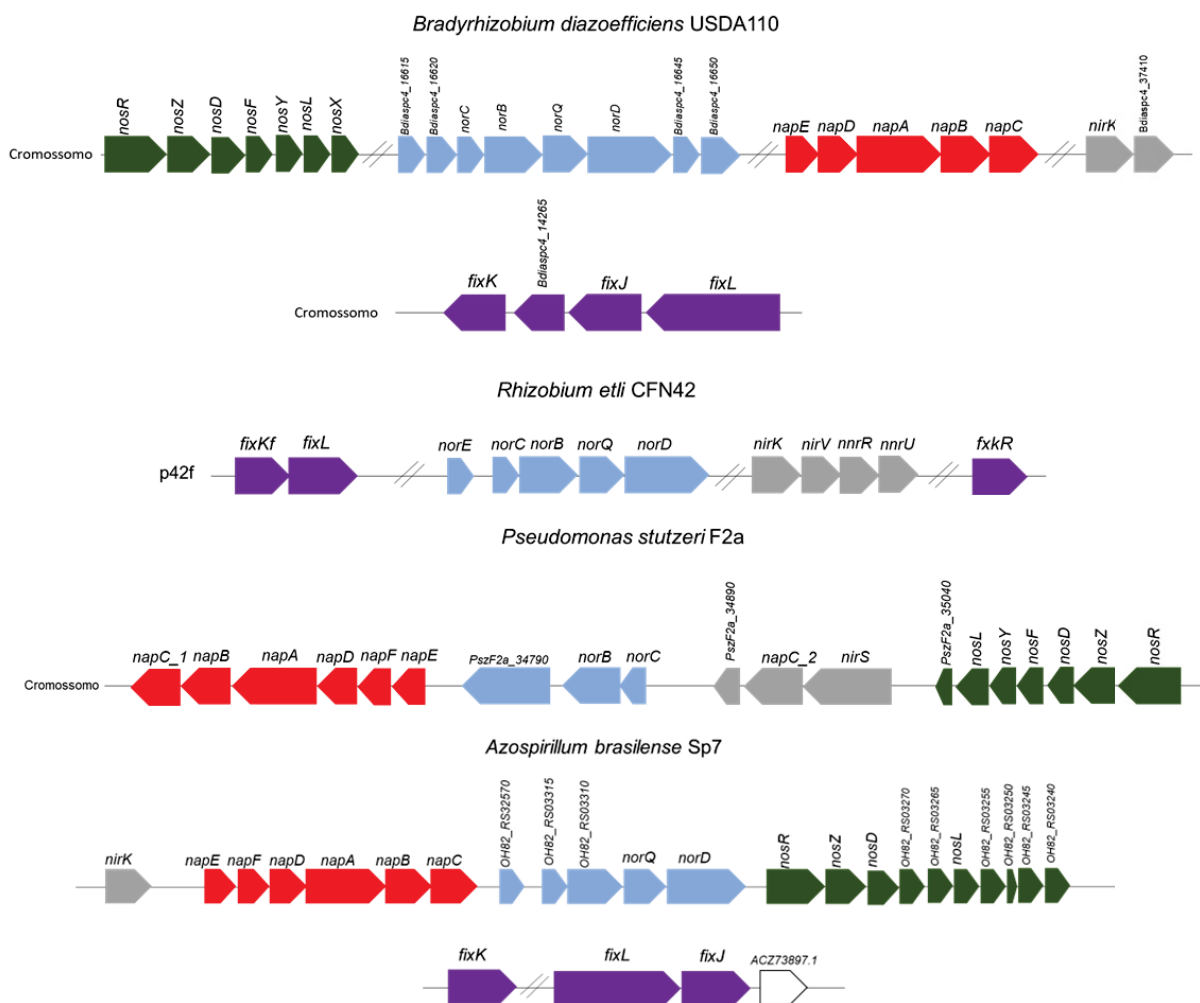 Bradyrhizobium diazoefficiens USDA110
nosR nosZ nosD nosF nosY nosL nosX Bdiaspc4_16615 Bdiaspc4_16620 norC norB norQ norD Bdiaspc4_16645 Bdiaspc4_16650 napE napD napA napB napC nirK Bdiaspc4_37410
Cromossomo
fixK Bdiaspc4_14265 fixJ fixL
Cromossomo
Rhizobium etli CFN42
fixKf fixL norE norC norB norQ norD nirK nirV nnrR nnrU fxkR
p42f
Pseudomonas stutzeri F2a
napC_1 napB napA napD napF napE PszF2a_34790 norB norC PszF2a_34890 napC_2 nirS PszF2a_35040 nosL nosY nosF nosD nosZ nosR
Cromossomo
Azospirillum brasilense Sp7
nirK napE napF napD napA napB napC OH82_RS32570 OH82_RS03315 OH82_RS03310 norQ norD nosR nosZ nosD OH82_RS03270 OH82_RS03265 nosL OH82_RS03255 OH82_RS03250 OH82_RS03245 OH82_RS03240
fixK fixL fixJ ACZ73897.1